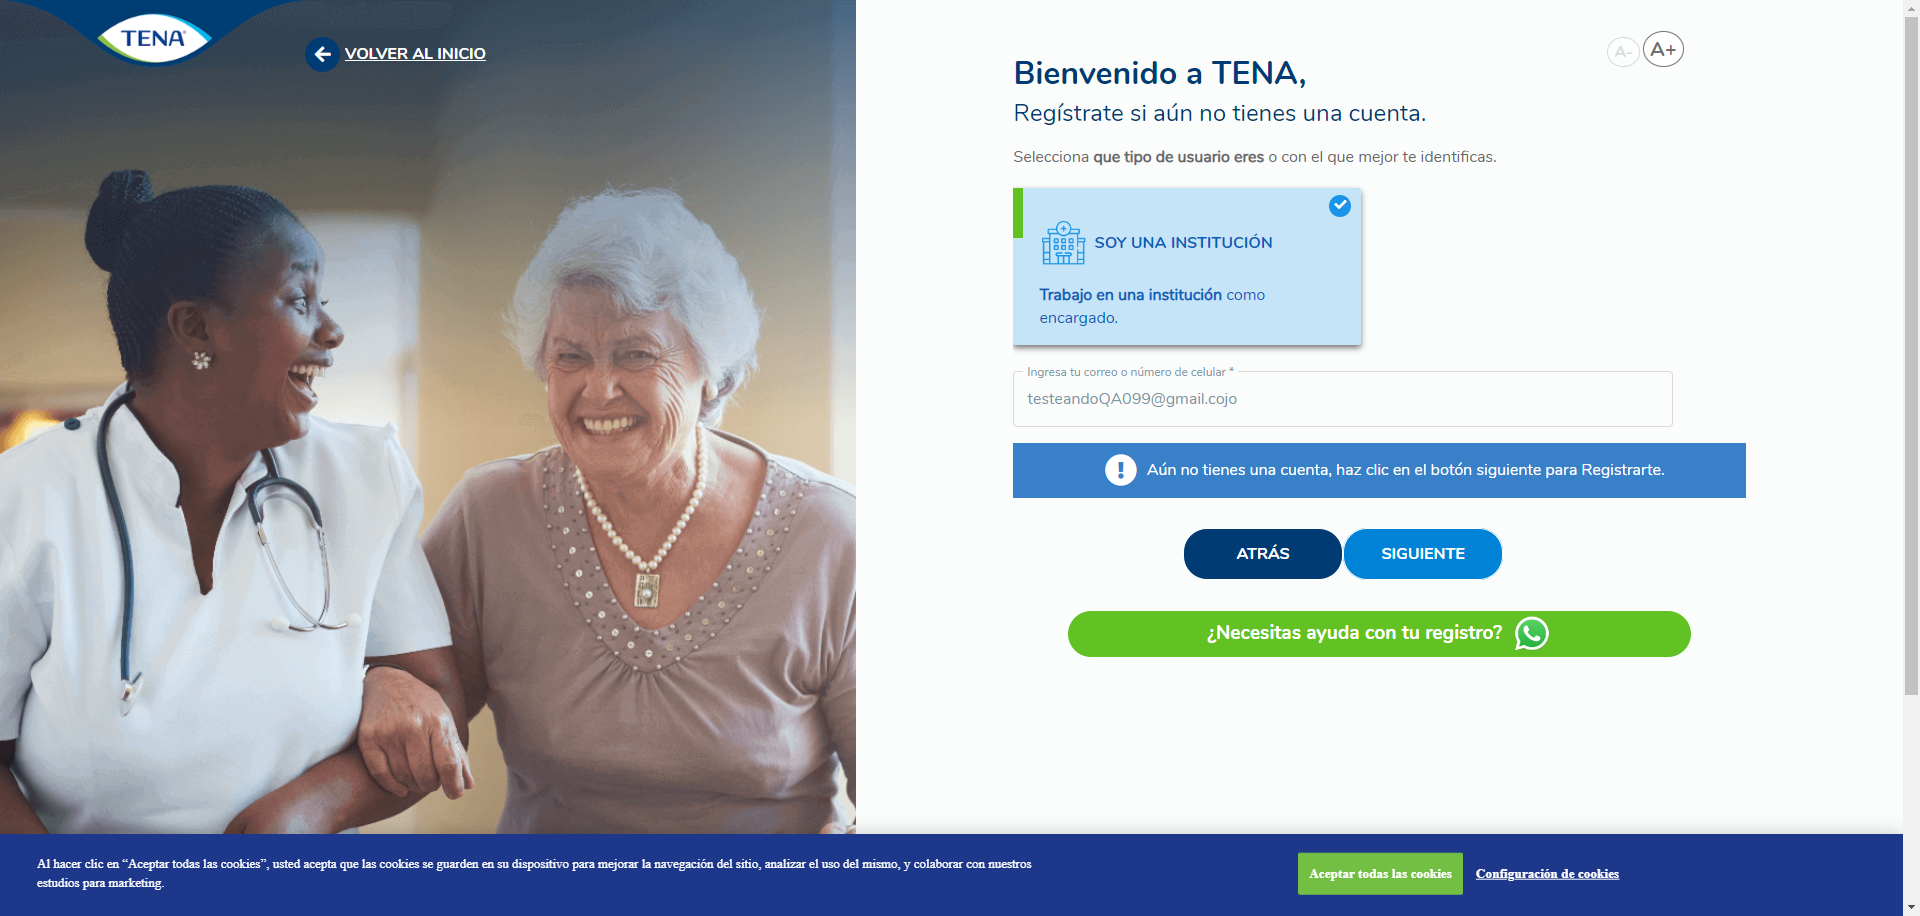 TENA
VOLVER AL INICIO
A-
A+
Bienvenido a TENA,
Regístrate si aún no tienes una cuenta.
Selecciona que tipo de usuario eres o con el que mejor te identificas.
SOY UNA INSTITUCIÓN
Trabajo en una institución como
encargado.
Ingresa tu correo o número de celular *
testeandoQA099@gmail.cojo
Aún no tienes una cuenta, haz clic en el botón siguiente para Registrarte.
ATRÁS
SIGUIENTE
¿Necesitas ayuda con tu registro?
Al hacer clic en “Aceptar todas las cookies”, usted acepta que las cookies se guarden en su dispositivo para mejorar la navegación del sitio, analizar el uso del mismo, y colaborar con nuestros
estudios para marketing.
Aceptar todas las cookies
Configuración de cookies